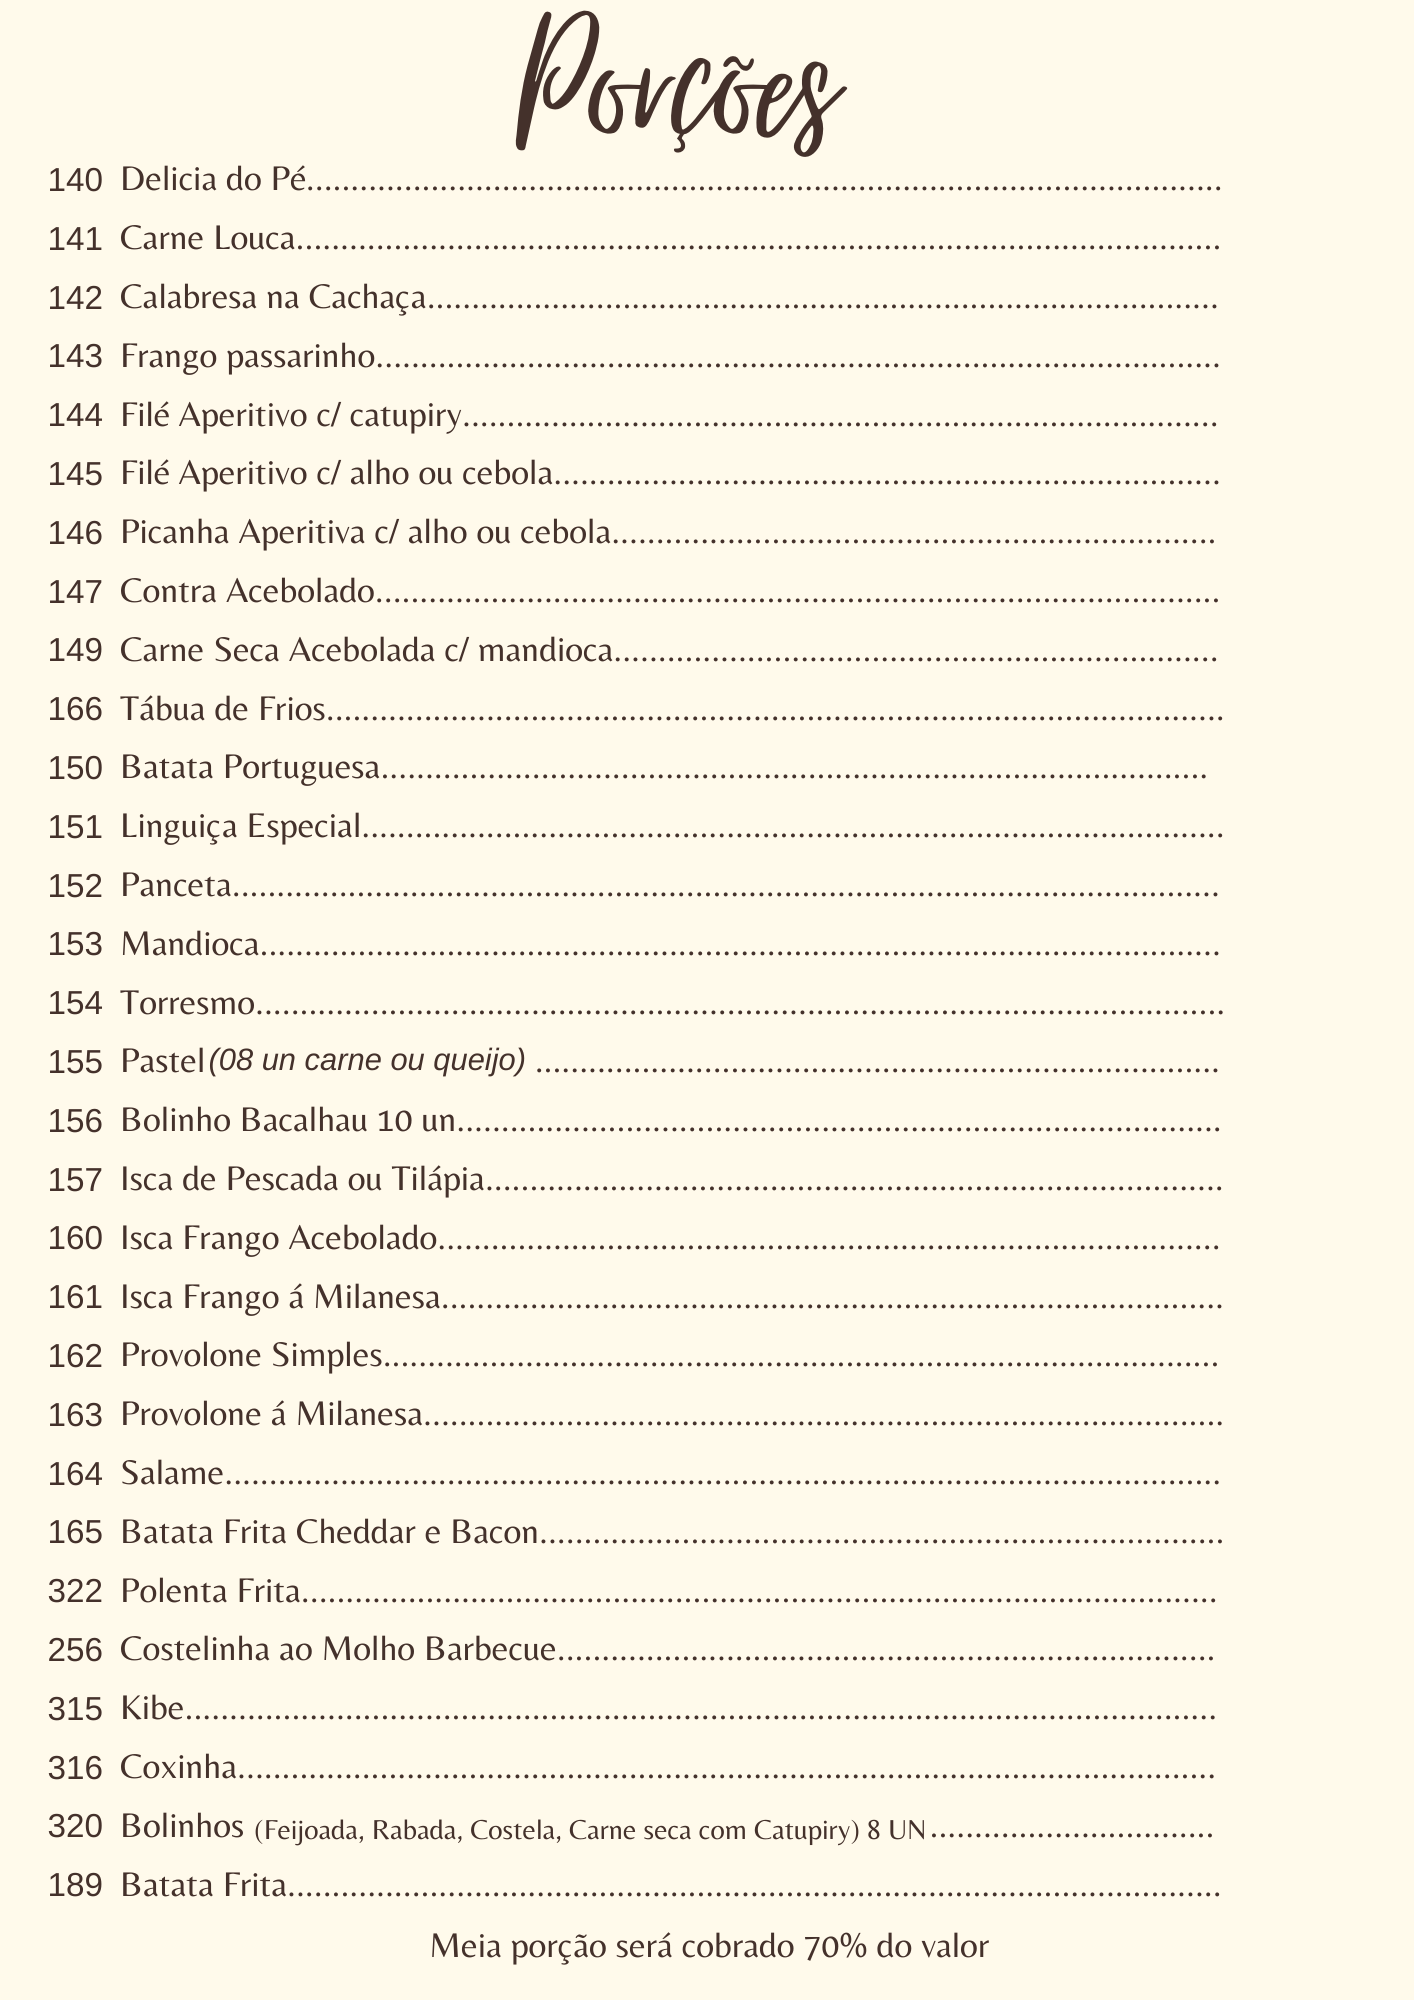 Porções
140 Delicia do Pé
141 Carne Louca
142 Calabresa na Cachaça
143 Frango passarinho
144 Filé Aperitivo c/ catupiry
145 Filé Aperitivo c/ alho ou cebola
146 Picanha Aperitiva c/ alho ou cebola
147 Contra Acebolado
149 Carne Seca Acebolada c/ mandioca
166 Tábua de Frios
150 Batata Portuguesa
151 Linguiça Especial
152 Panceta
153 Mandioca
154 Torresmo
155 Pastel (08 un carne ou queijo)
156 Bolinho Bacalhau 10 un
157 Isca de Pescada ou Tilápia
160 Isca Frango Acebolado
161 Isca Frango á Milanesa
162 Provolone Simples
163 Provolone á Milanesa
164 Salame
165 Batata Frita Cheddar e Bacon
322 Polenta Frita
256 Costelinha ao Molho Barbecue
315 Kibe
316 Coxinha
320 Bolinhos (Feijoada, Rabada, Costela, Carne seca com Catupiry) 8 UN
189 Batata Frita
Meia porção será cobrado 70% do valor